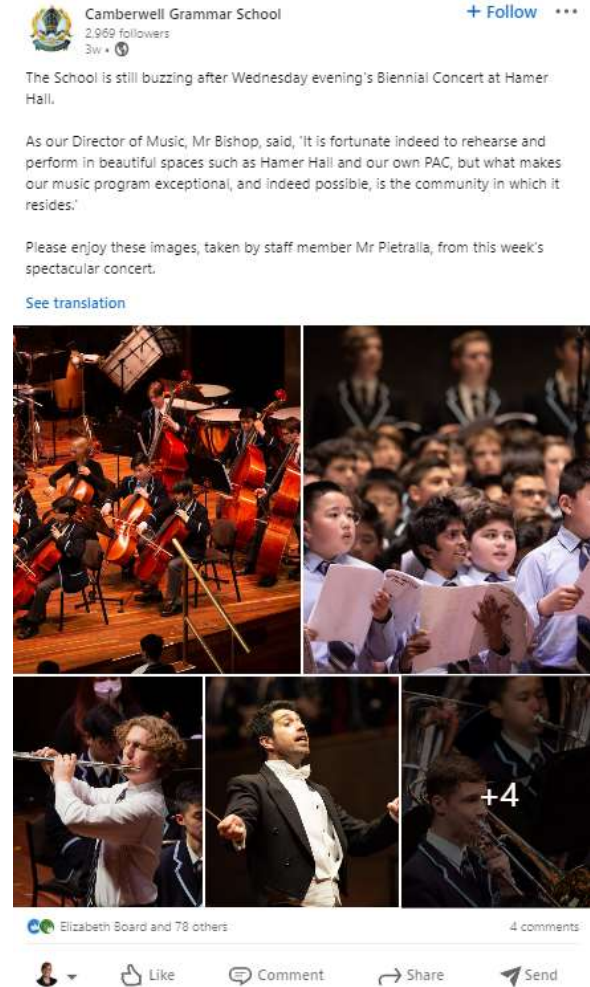 Camberwell Grammar School
+ Follow
2,969 followers
3w •
The School is still buzzing after Wednesday evening's Biennial Concert at Hamer
Hall.
As our Director of Music, Mr Bishop, said, 'It is fortunate indeed to rehearse and
perform in beautiful spaces such as Hamer Hall and our own PAC, but what makes
our music program exceptional, and indeed possible, is the community in which it
resides.'
Please enjoy these images, taken by staff member Mr Pietralla, from this week's
spectacular concert.
See translation
+4
Elizabeth Board and 78 others
4 comments
Like
Comment
Share
Send